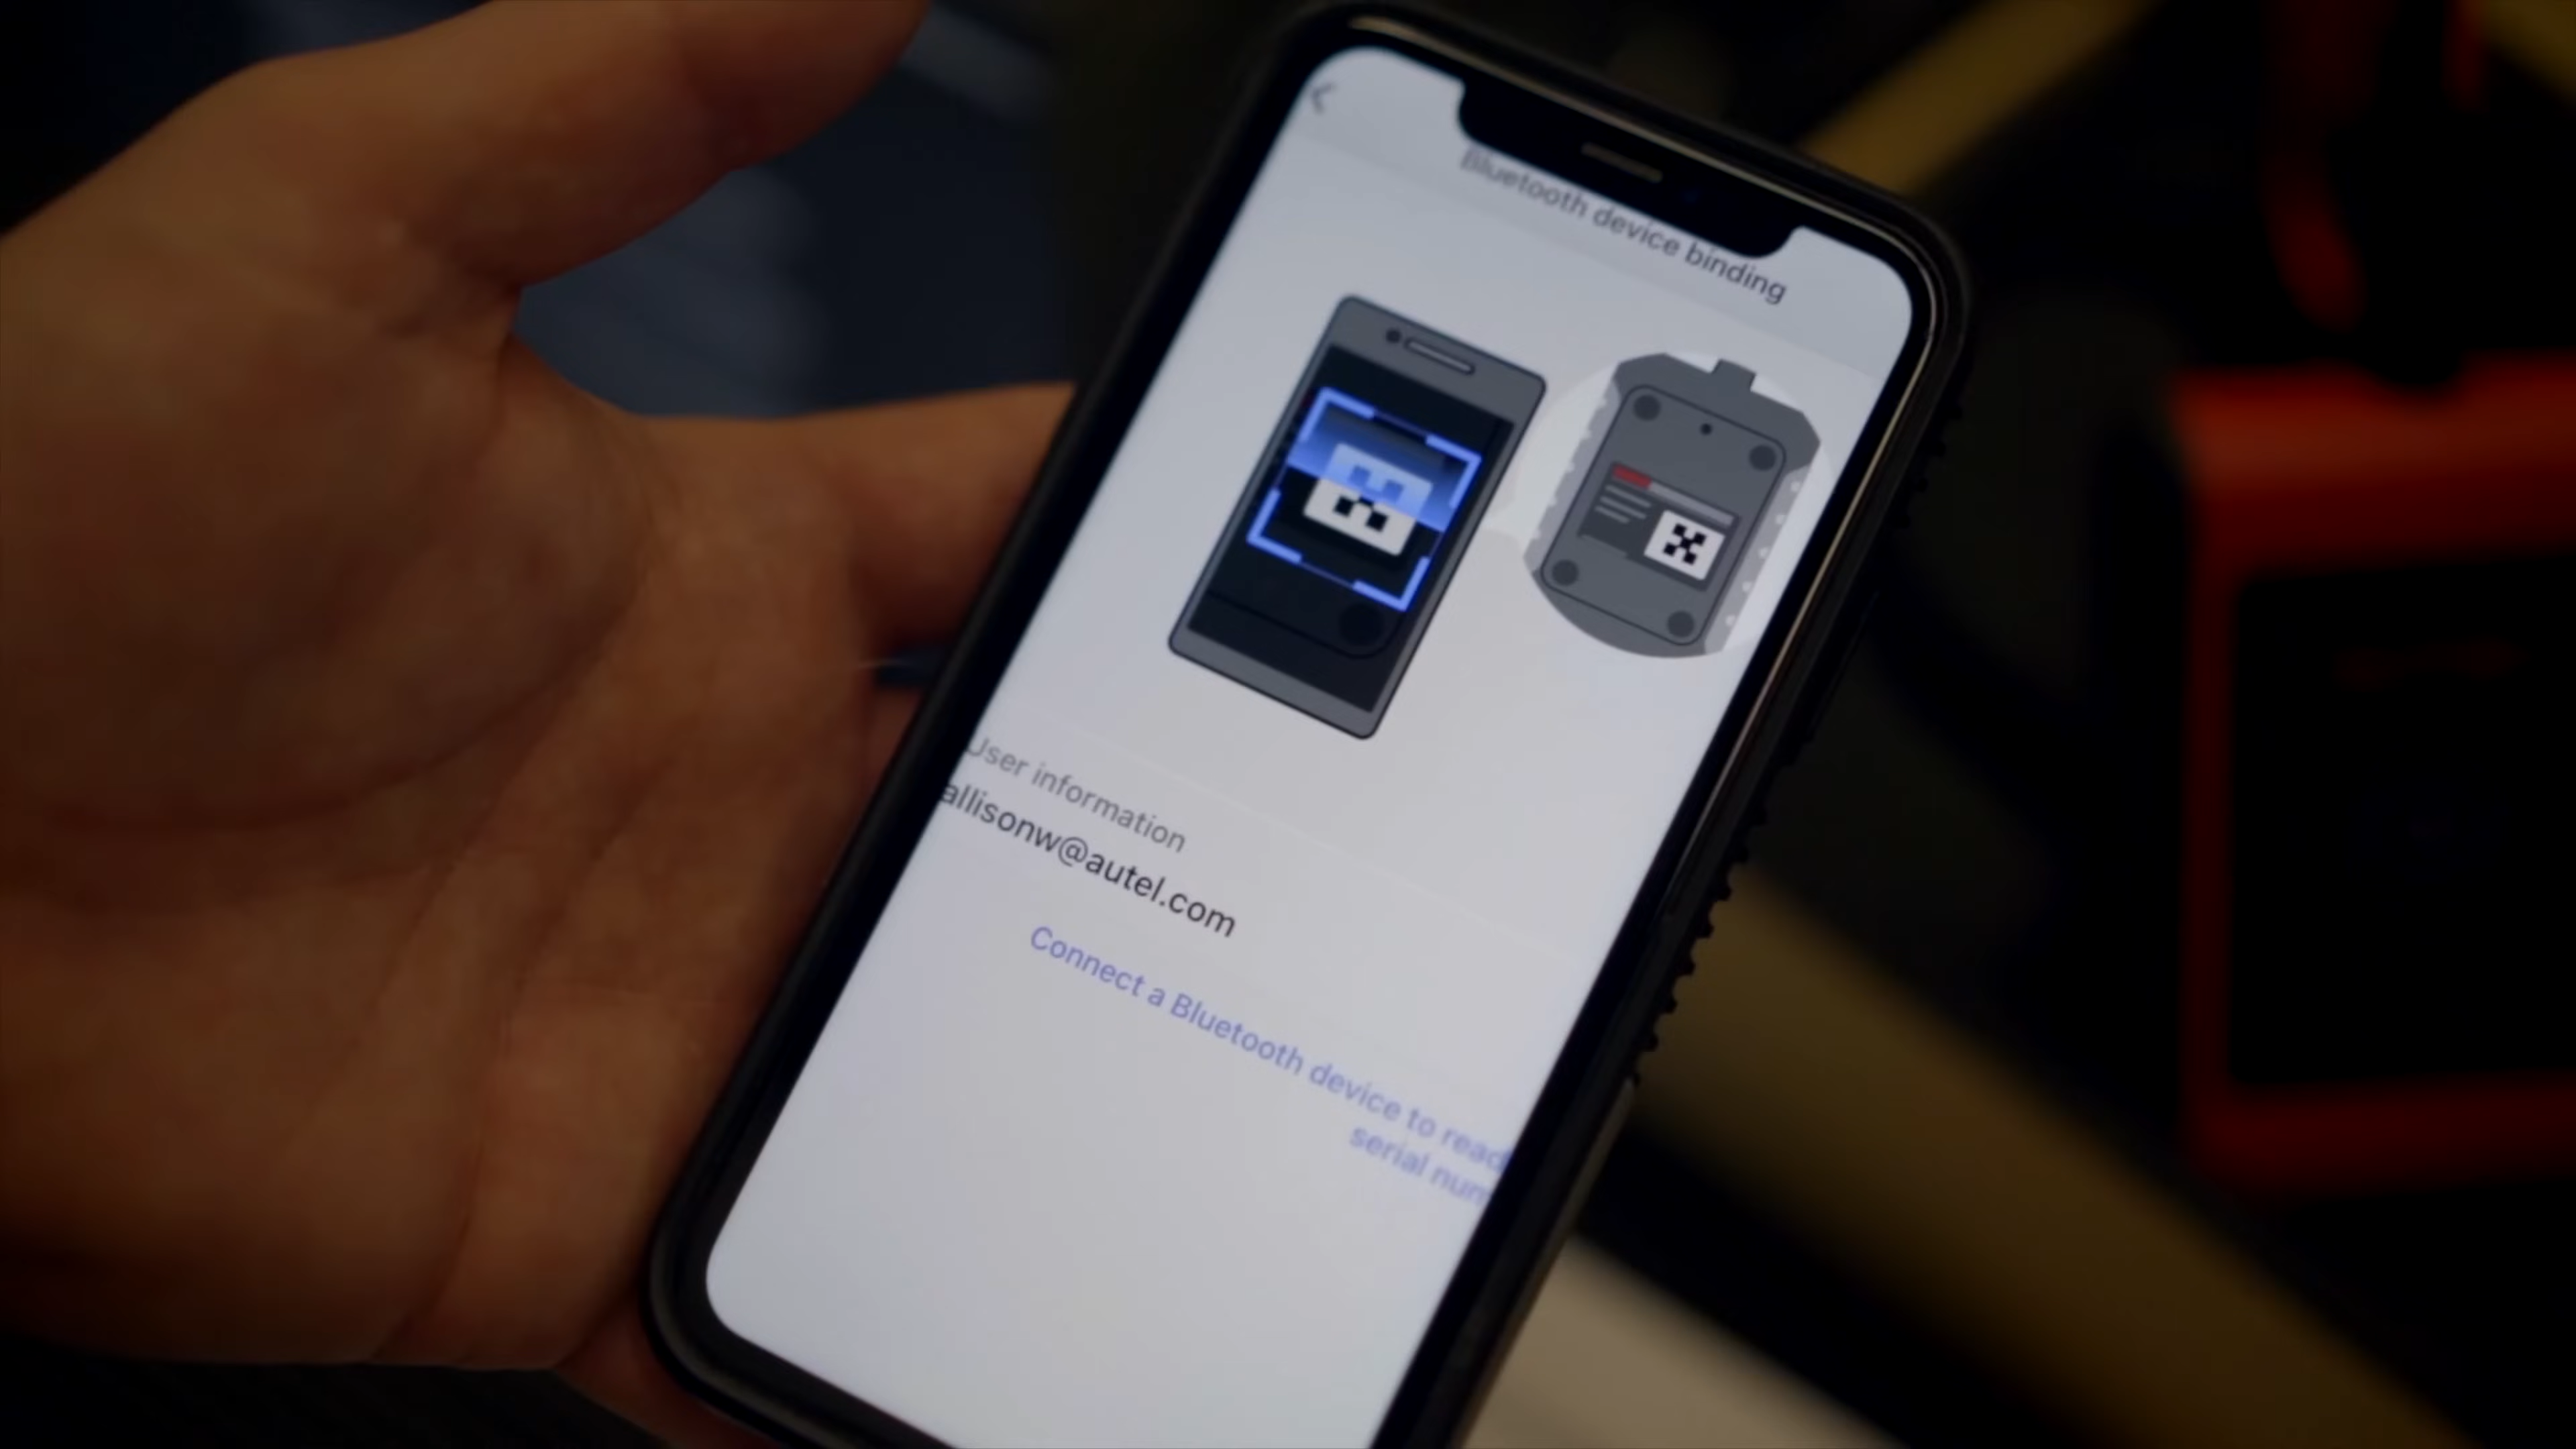 Bluetooth device binding
User information
allisonw@autel.com
Connect a Bluetooth device to read
serial num